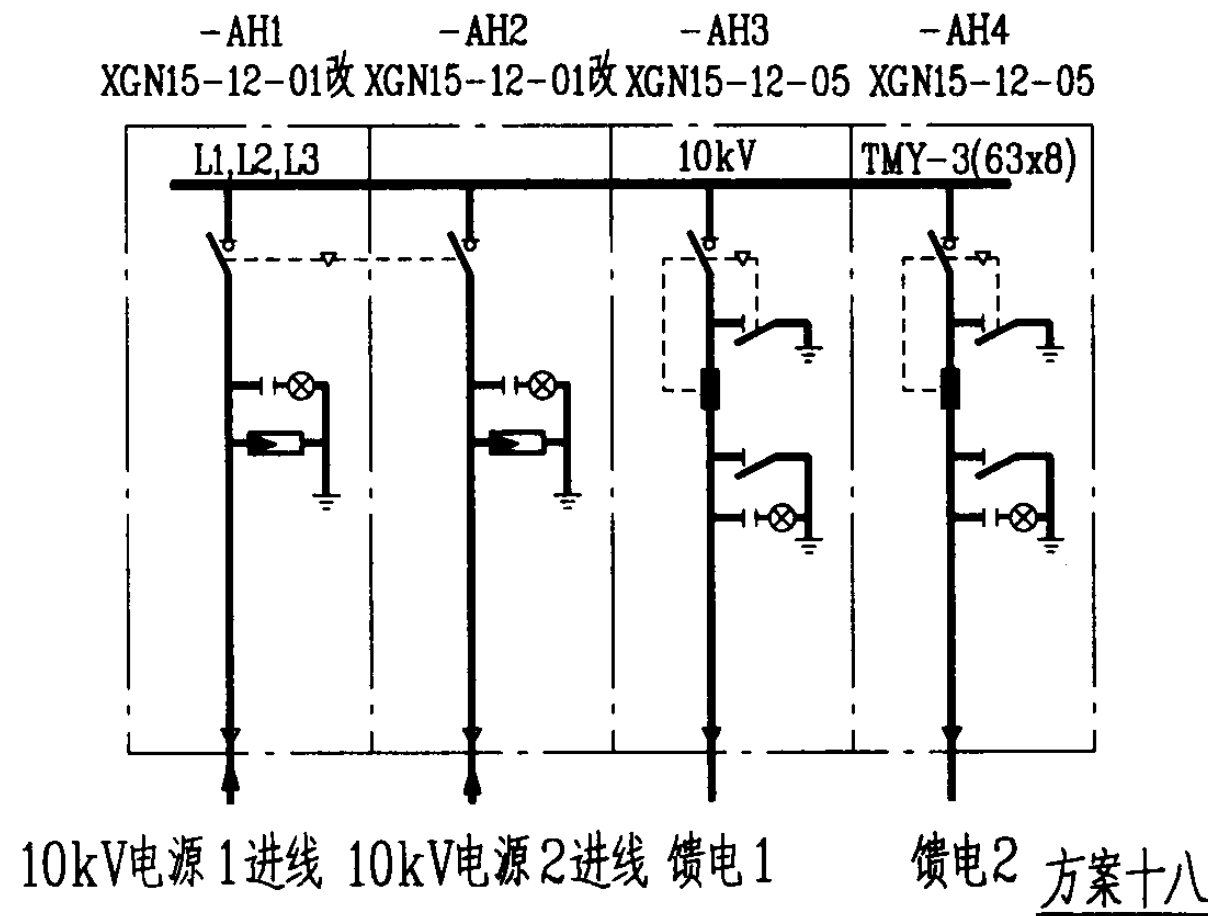 -AH1 -AH2 -AH3 -AH4
XGN15-12-01改 XGN15-12-01改 XGN15-12-05 XGN15-12-05
L1,L2,L3 10kV TMY-3(63x8)
10kV电源1进线 10kV电源2进线 馈电1 馈电2
方案十八